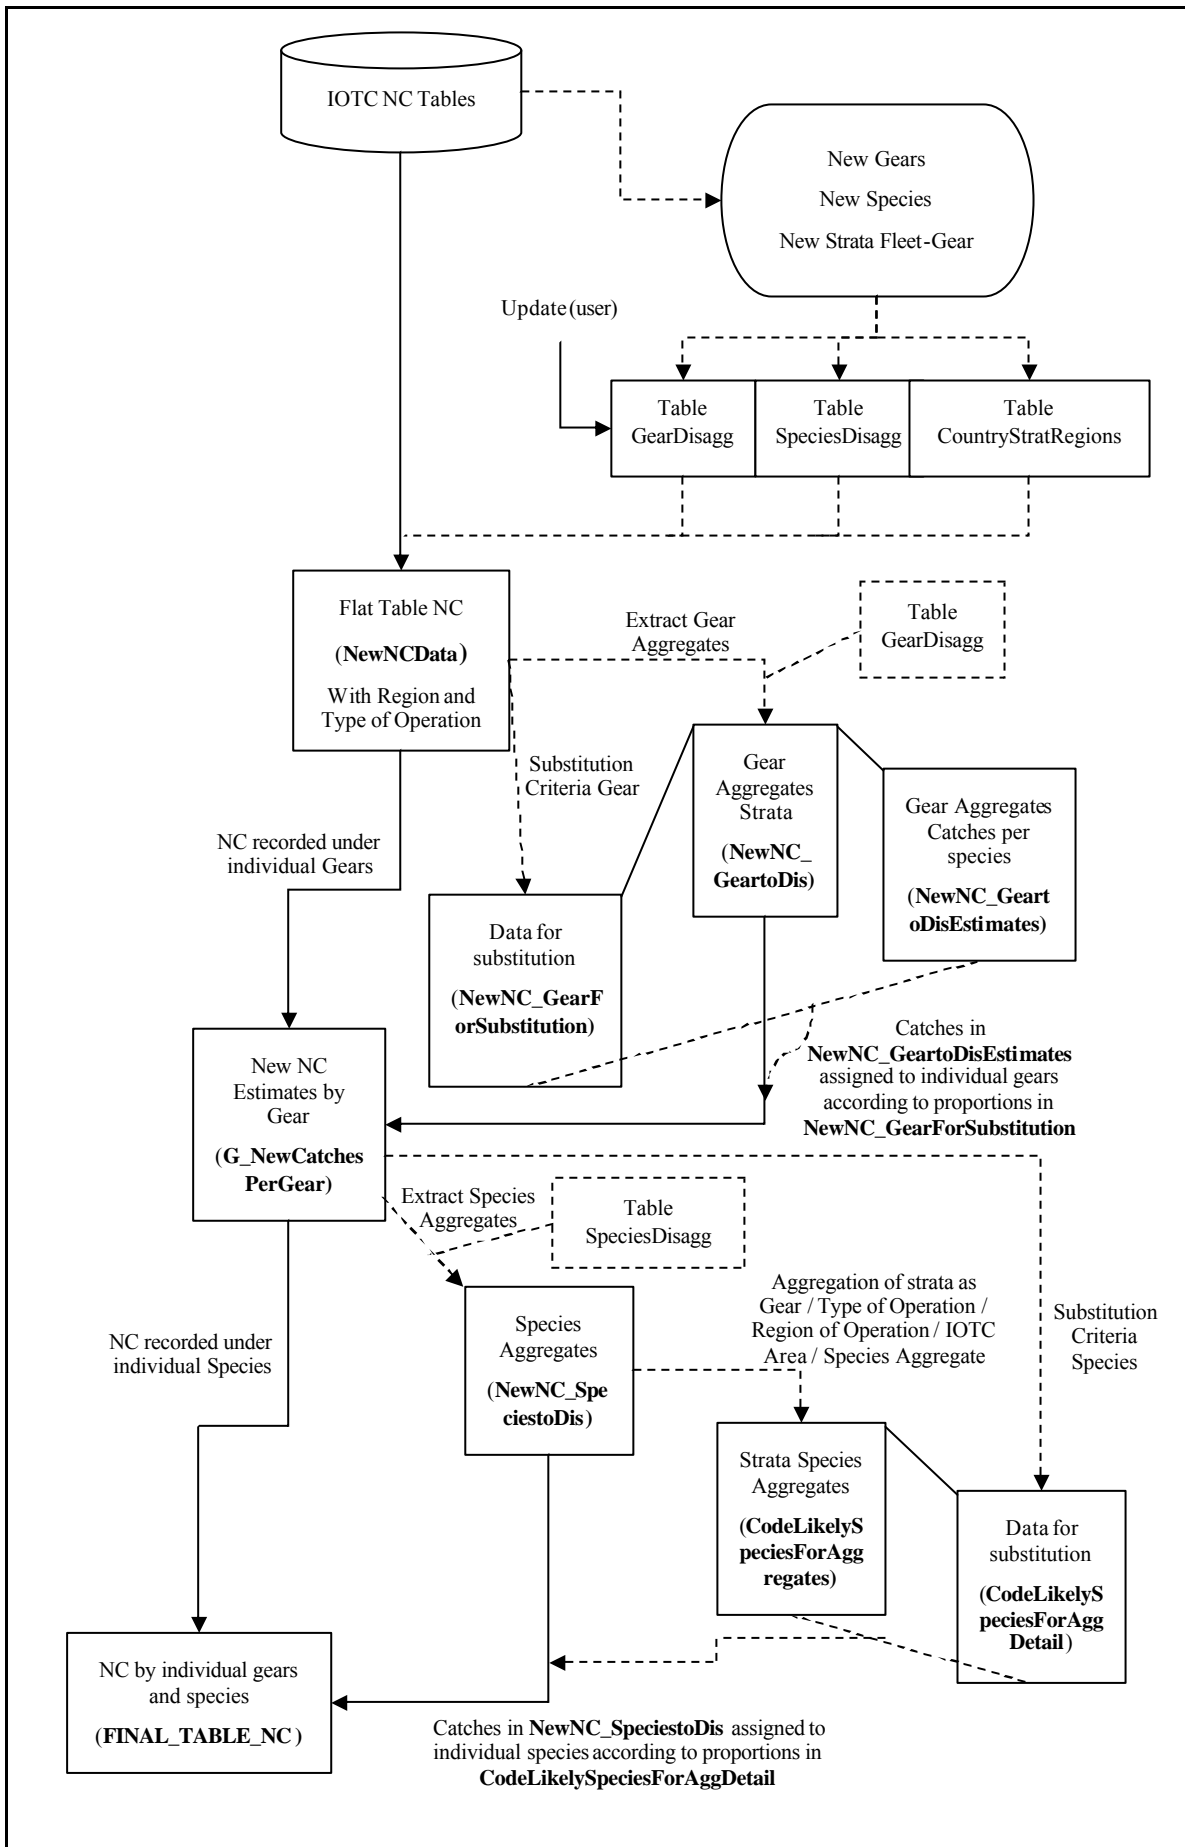 IOTC NC Tables
New Gears
New Species
New Strata Fleet-Gear
Update (user)
Table
GearDisagg
Table
SpeciesDisagg
Table
CountryStratRegions
Flat Table NC
(NewNCData)
With Region and
Type of Operation
Extract Gear
Aggregates
Table
GearDisagg
Substitution
Criteria Gear
Gear
Aggregates
Strata
(NewNC_
GeartoDis)
Gear Aggregates
Catches per
species
(NewNC_Geart
oDisEstimates)
NC recorded under
individual Gears
Data for
substitution
(NewNC_GearF
orSubstitution)
Catches in
NewNC_GeartoDisEstimates
assigned to individual gears
according to proportions in
NewNC_GearForSubstitution
New NC
Estimates by
Gear
(G_NewCatches
PerGear)
Extract Species
Aggregates
Table
SpeciesDisagg
Aggregation of strata as
Gear / Type of Operation /
Region of Operation / IOTC
Area / Species Aggregate
Substitution
Criteria
Species
NC recorded under
individual Species
Species
Aggregates
(NewNC_Spe
ciestoDis)
Strata Species
Aggregates
(CodeLikelyS
peciesForAgg
regates)
Data for
substitution
(CodeLikelyS
peciesForAgg
Detail)
NC by individual gears
and species
(FINAL_TABLE_NC)
Catches in NewNC_SpeciestoDis assigned to
individual species according to proportions in
CodeLikelySpeciesForAggDetail